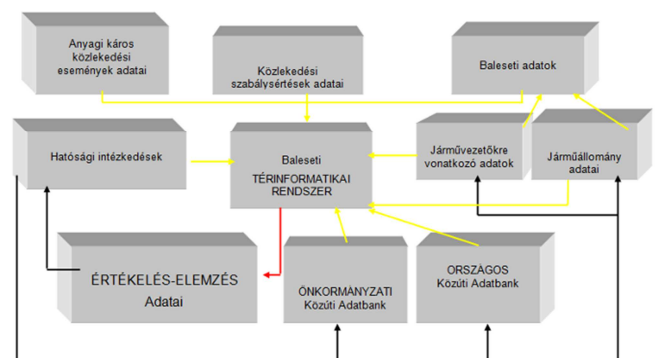 Anyagi káros
közlekedési
események adatai
Közlekedési
szabálysértések adatai
Baleseti adatok
Hatósági intézkedések
Baleseti
TÉRINFORMATIKAI
RENDSZER
Járművezetőkre
vonatkozó adatok
Járműállomány
adatai
ÉRTÉKELÉS-ELEMZÉS
Adatai
ÖNKORMÁNYZATI
Közúti Adatbank
ORSZÁGOS
Közúti Adatbank